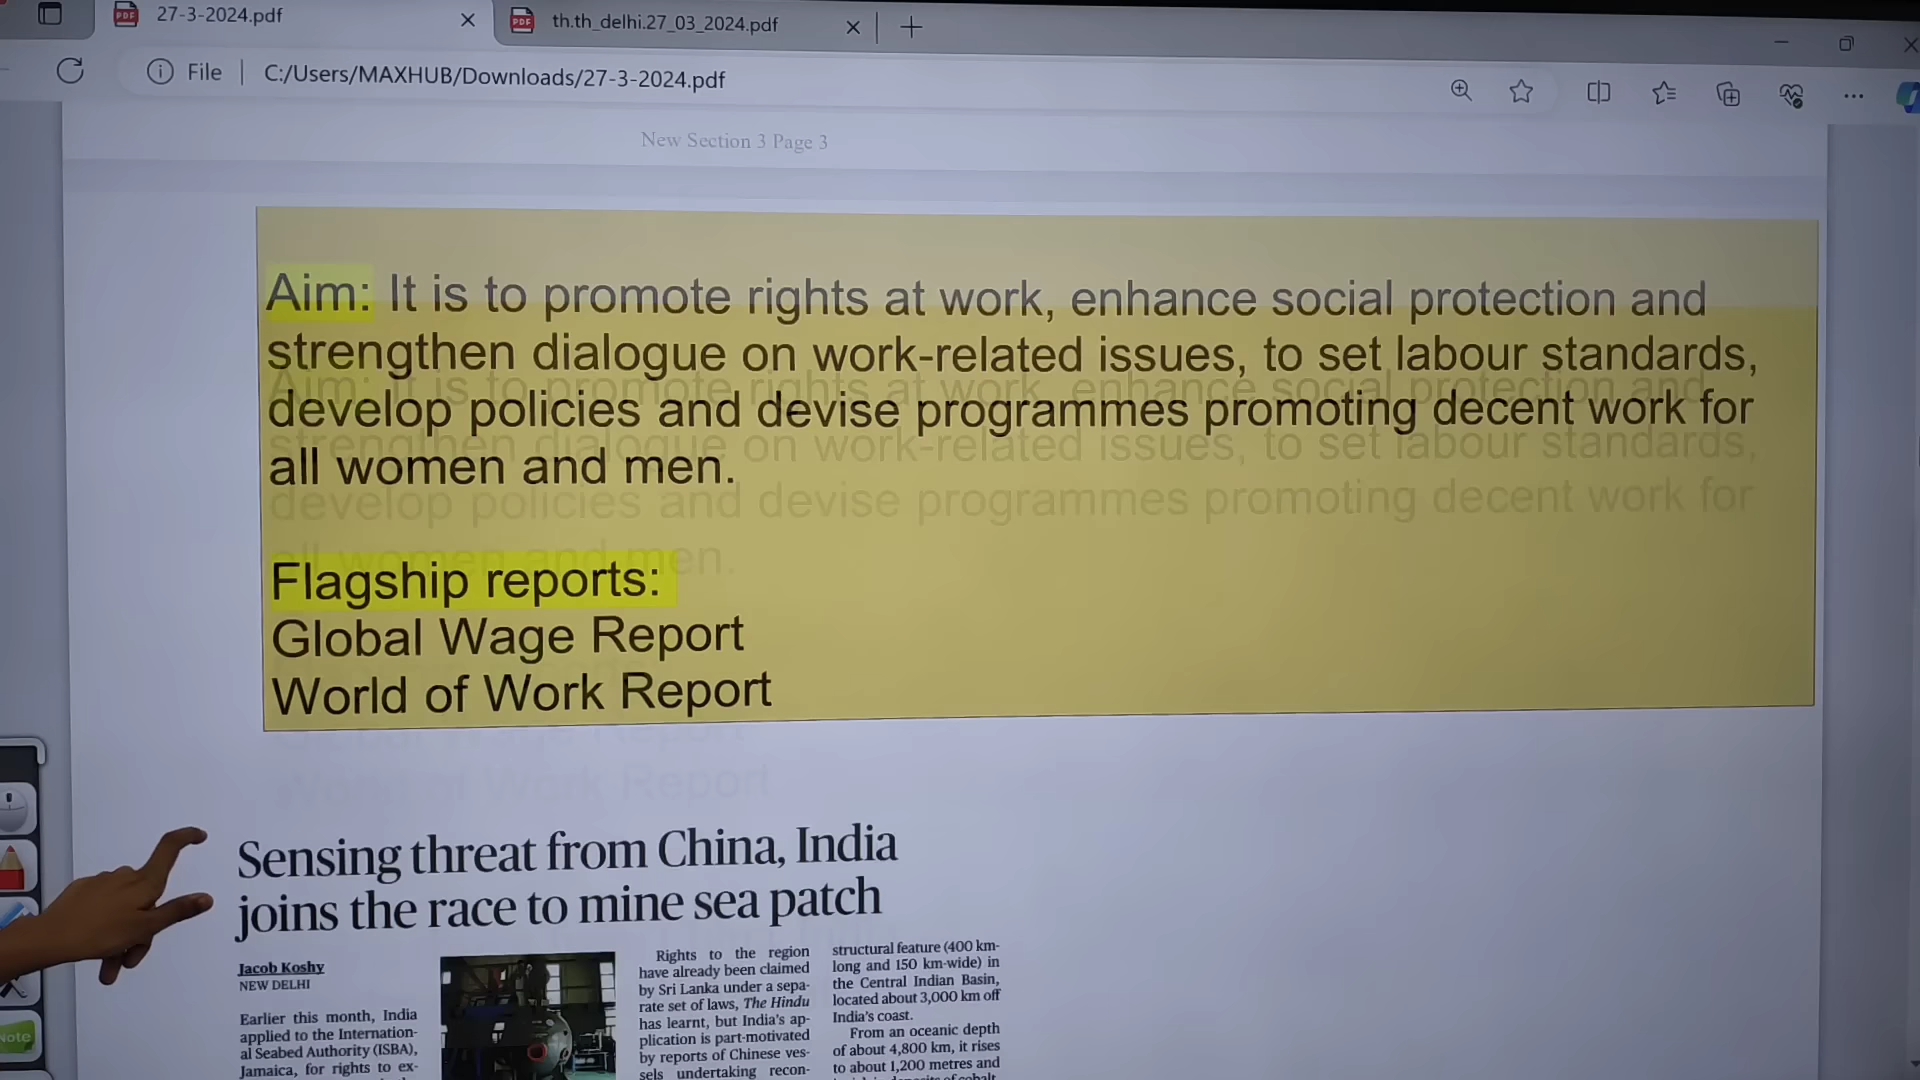 27-3-2024.pdf
th.th_delhi.27_03_2024.pdf
File
C:/Users/MAXHUB/Downloads/27-3-2024.pdf
New Section 3 Page 3
Aim: It is to promote rights at work, enhance social protection and
strengthen dialogue on work-related issues, to set labour standards,
develop policies and devise programmes promoting decent work for
all women and men.
Flagship reports:
Global Wage Report
World of Work Report
Sensing threat from China, India
joins the race to mine sea patch
Jacob Koshy
NEW DELHI
Earlier this month, India
applied to the Internation-
al Seabed Authority (ISBA),
Jamaica, for rights to ex-
Rights to the region
have already been claimed
by Sri Lanka under a sepa-
rate set of laws, The Hindu
has learnt, but India's ap-
plication is part-motivated
by reports of Chinese ves-
sels undertaking recon-
structural feature (400 km-
long and 150 km-wide) in
the Central Indian Basin,
located about 3,000 km off
India's coast.
From an oceanic depth
of about 4,800 km, it rises
to about 1,200 metres and
of cobalt,
Note